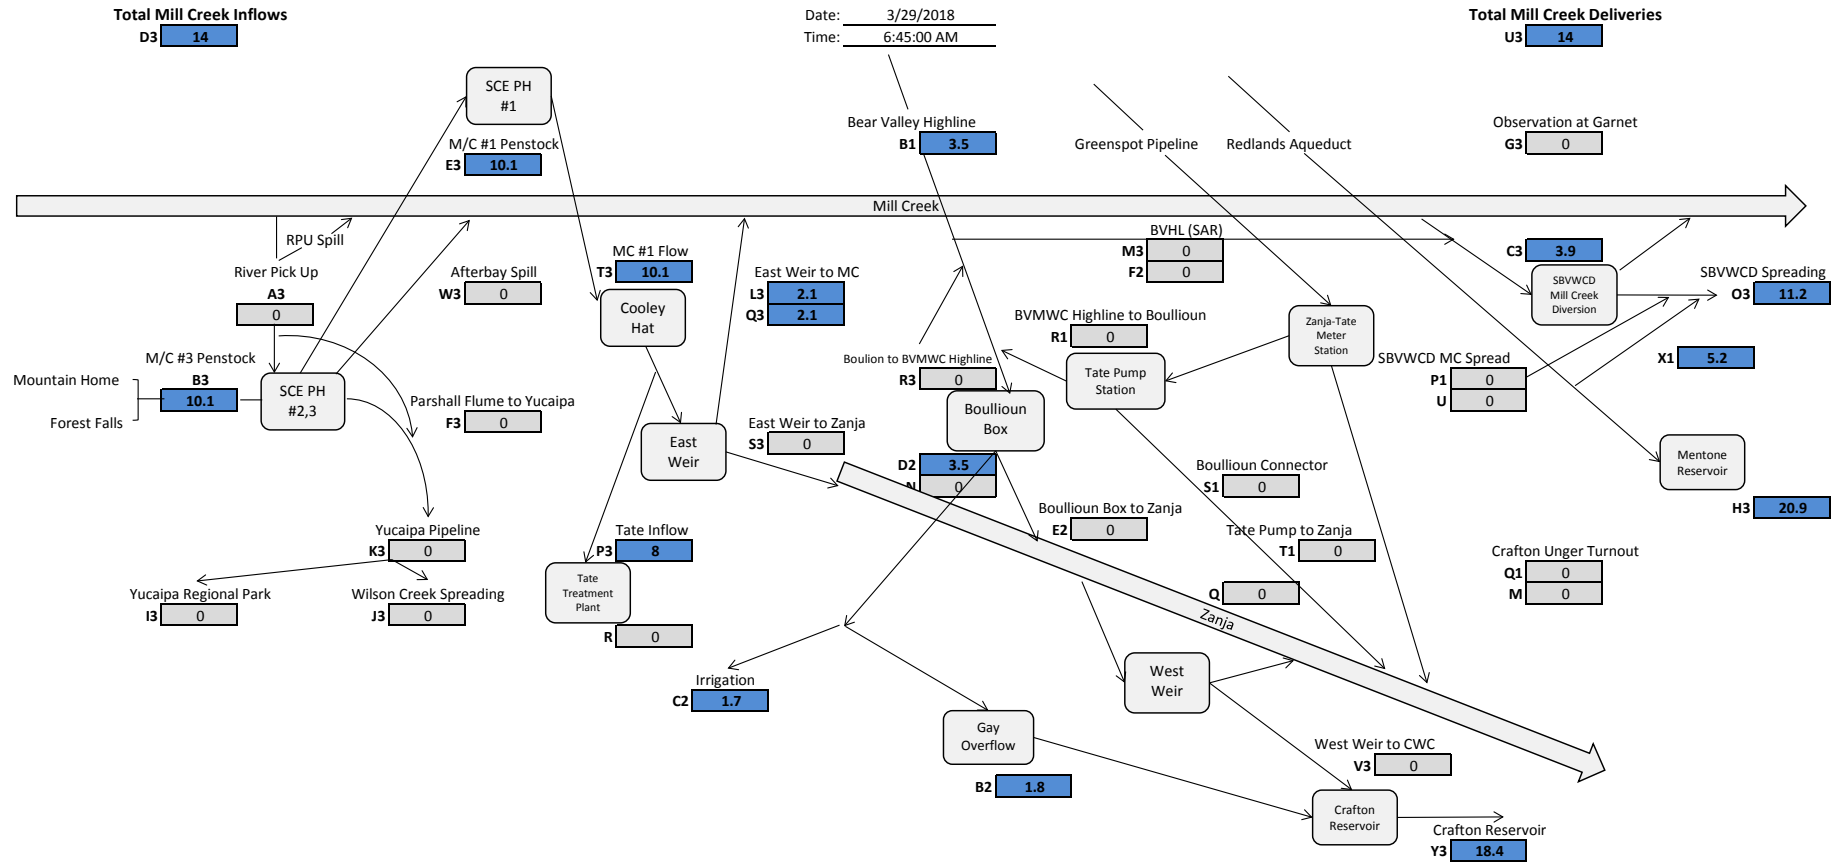 Total Mill Creek Inflows
D3 14
Date: 3/29/2018
Time: 6:45:00 AM
Total Mill Creek Deliveries
U3 14
SCE PH
#1
M/C #1 Penstock
E3 10.1
Bear Valley Highline
B1 3.5
Greenspot Pipeline
Redlands Aqueduct
Observation at Garnet
G3 0
Mill Creek
RPU Spill
River Pick Up
A3
0
Afterbay Spill
W3 0
MC #1 Flow
T3 10.1
Cooley
Hat
East Weir to MC
L3 2.1
Q3 2.1
BVHL (SAR)
M3 0
F2 0
C3 3.9
SBVWCD
Mill Creek
Diversion
SBVWCD Spreading
O3 11.2
BVMWC Highline to Boullioun
R1 0
Zanja-Tate
Meter
Station
Boulion to BVMWC Highline
R3 0
Tate Pump
Station
SBVWCD MC Spread
P1 0
U 0
X1 5.2
M/C #3 Penstock
B3
10.1
Mountain Home
Forest Falls
SCE PH
#2,3
Parshall Flume to Yucaipa
F3 0
East
Weir
East Weir to Zanja
S3 0
Boullioun
Box
D2 3.5
N 0
Boullioun Connector
S1 0
Mentone
Reservoir
H3 20.9
Boullioun Box to Zanja
E2 0
Tate Pump to Zanja
T1 0
Yucaipa Pipeline
K3 0
Tate Inflow
P3 8
Tate
Treatment
Plant
R 0
Crafton Unger Turnout
Q1 0
M 0
Yucaipa Regional Park
I3 0
Wilson Creek Spreading
J3 0
Q 0
Zanja
Irrigation
C2 1.7
West
Weir
Gay
Overflow
B2 1.8
West Weir to CWC
V3 0
Crafton
Reservoir
Crafton Reservoir
Y3 18.4